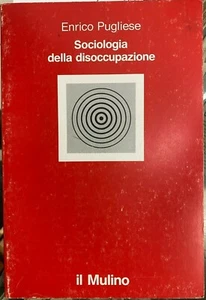 Enrico Pugliese
Sociologia
della disoccupazione
il Mulino